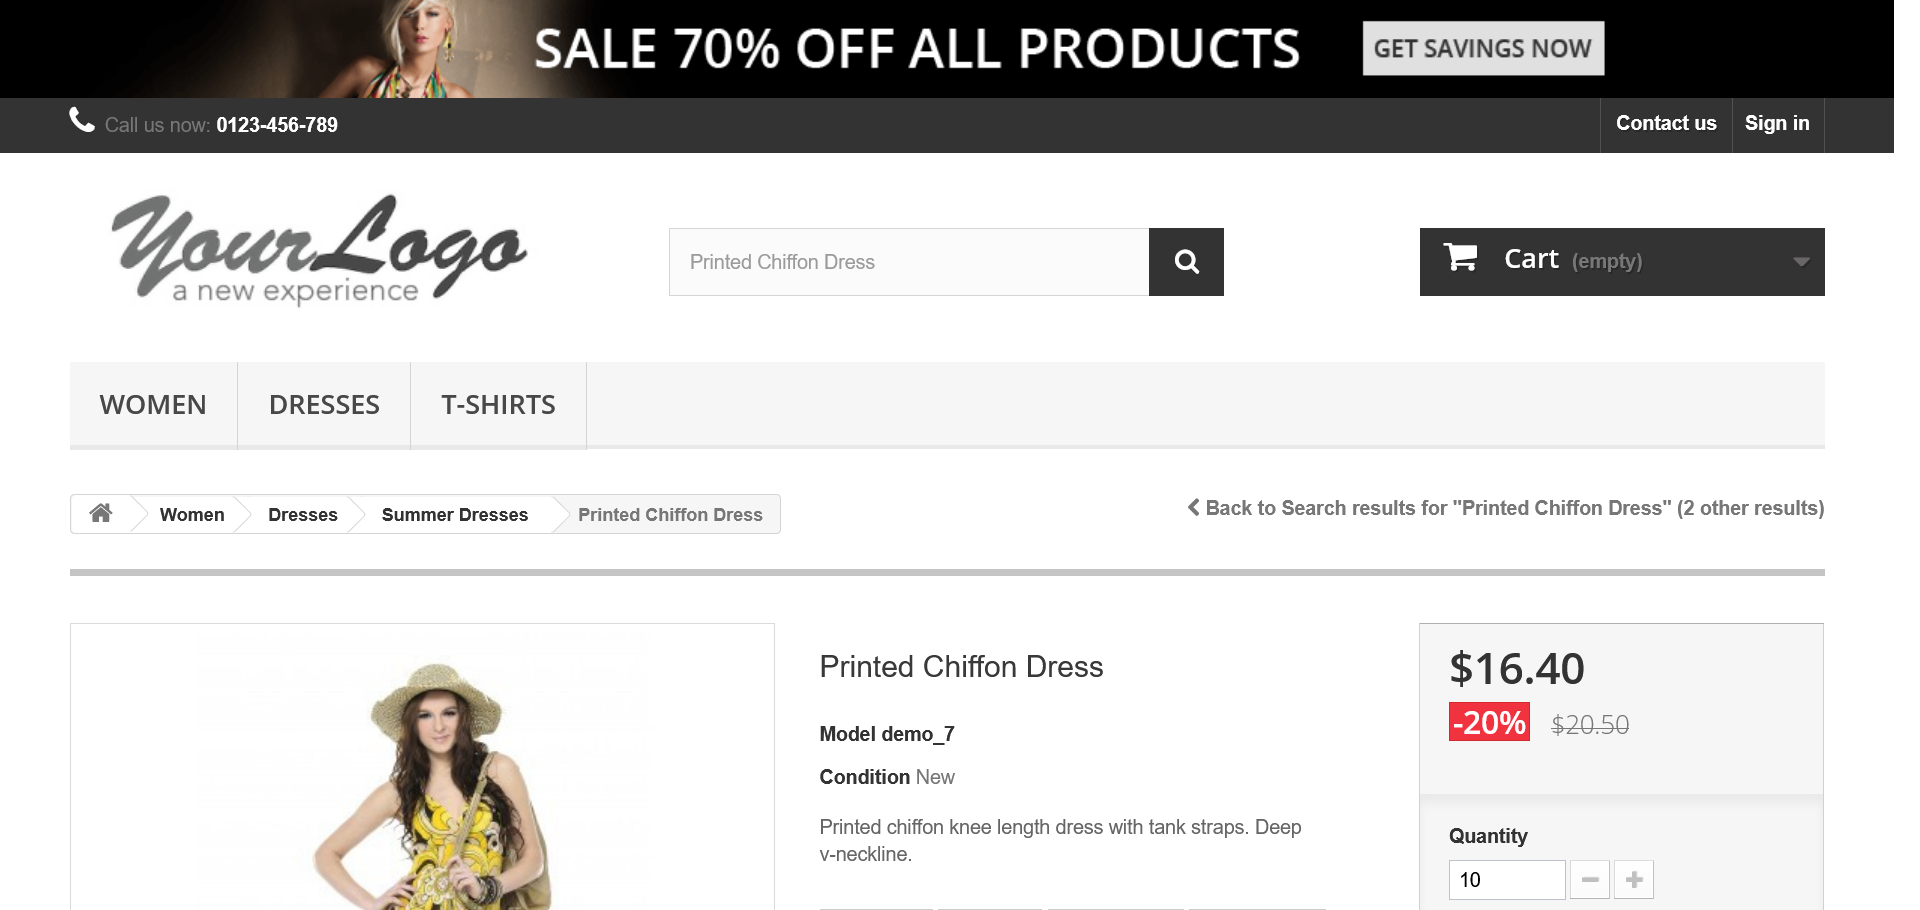 SALE 70% OFF ALL PRODUCTS
GET SAVINGS NOW
Call us now: 0123-456-789
Contact us
Sign in
YourLogo
a new experience
Printed Chiffon Dress
Cart (empty)
WOMEN
DRESSES
T-SHIRTS
Women
Dresses
Summer Dresses
Printed Chiffon Dress
Back to Search results for "Printed Chiffon Dress" (2 other results)
Printed Chiffon Dress
Model demo_7
Condition New
Printed chiffon knee length dress with tank straps. Deep
v-neckline.
$16.40
-20% $20.50
Quantity
10